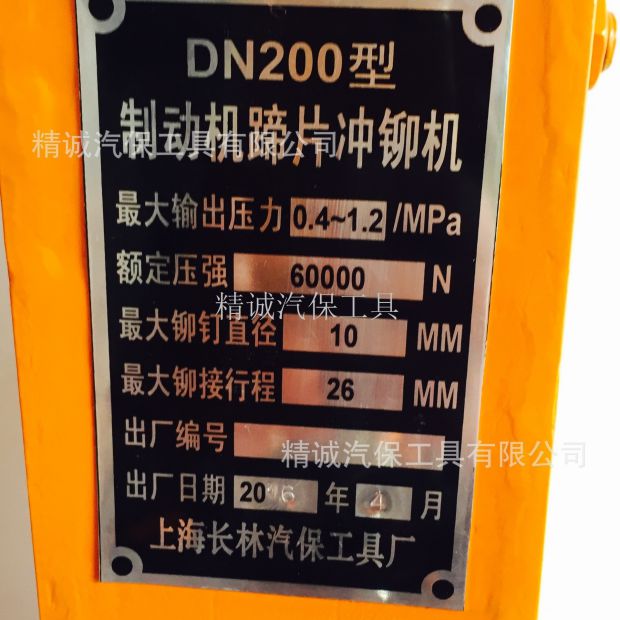 DN200型
制动机蹄片冲铆机
精诚汽保工具有限公司
最大输出压力 0.4~1.2 /MPa
额定压强 60000 N
精诚汽保工具
最大铆钉直径 10 MM
最大铆接行程 26 MM
出厂编号
精诚汽保工具有限公司
出厂日期 20 6 年 4 月
上海长林汽保工具厂